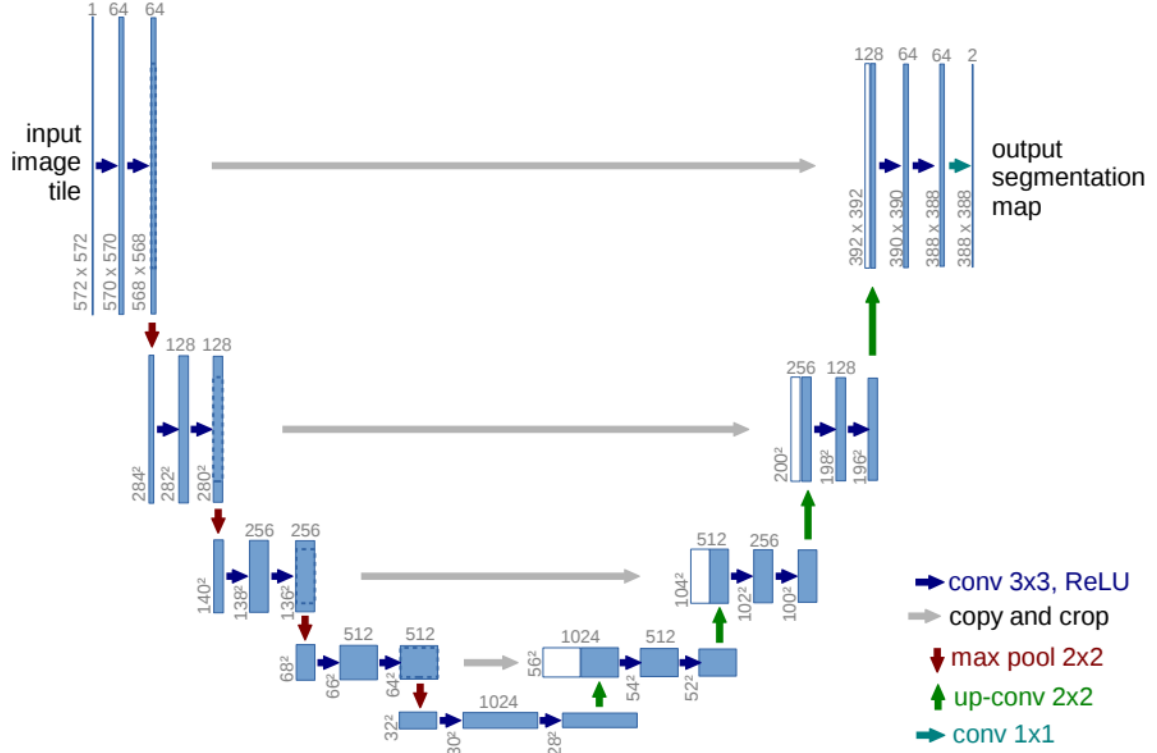 1 64 64
input
image
tile
572 x 572
570 x 570
568 x 568
128 64 64 2
output
segmentation
map
392 x 392
390 x 390
388 x 388
388 x 388
128 128
284²
282²
280²
256 128
200²
198²
196²
256 256
140²
138²
136²
512 256
104²
102²
100²
512 512
68²
66²
64²
1024 512
56²
54²
52²
1024
32²
30²
28²
conv 3x3, ReLU
copy and crop
max pool 2x2
up-conv 2x2
conv 1x1